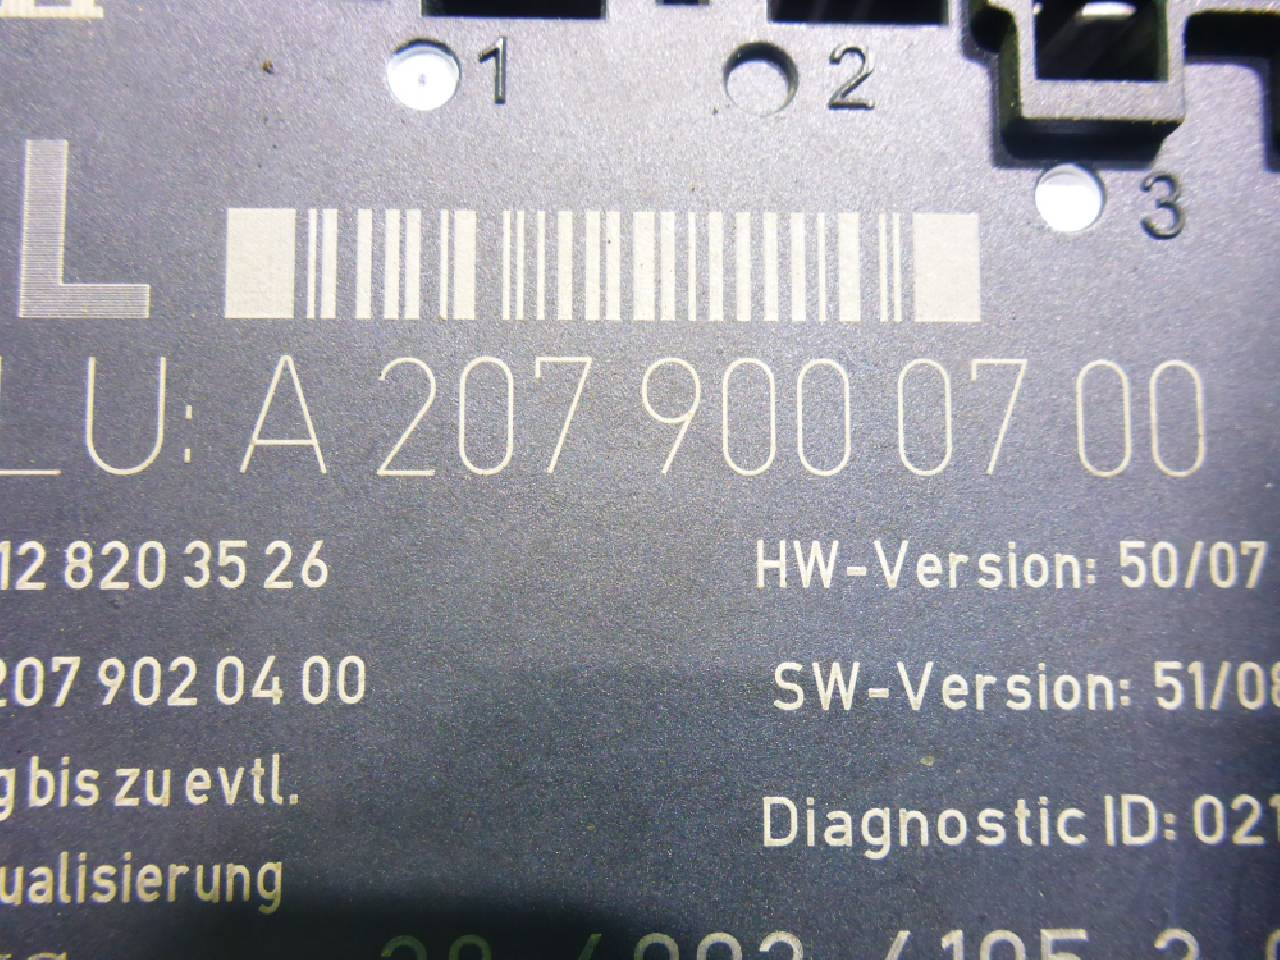 1
2
3
L
LU: A 207 900 07 00
12 820 35 26
HW-Version: 50/07
207 902 04 00
SW-Version: 51/08
g bis zu evtl.
Diagnostic ID: 021
ualisierung